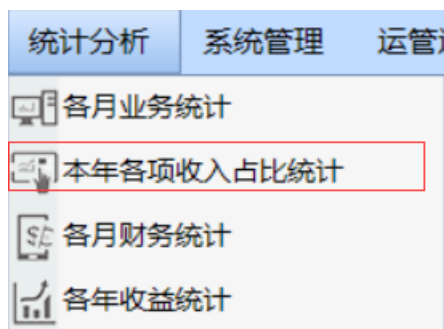 统计分析 系统管理 运管
各月业务统计
本年各项收入占比统计
各月财务统计
各年收益统计